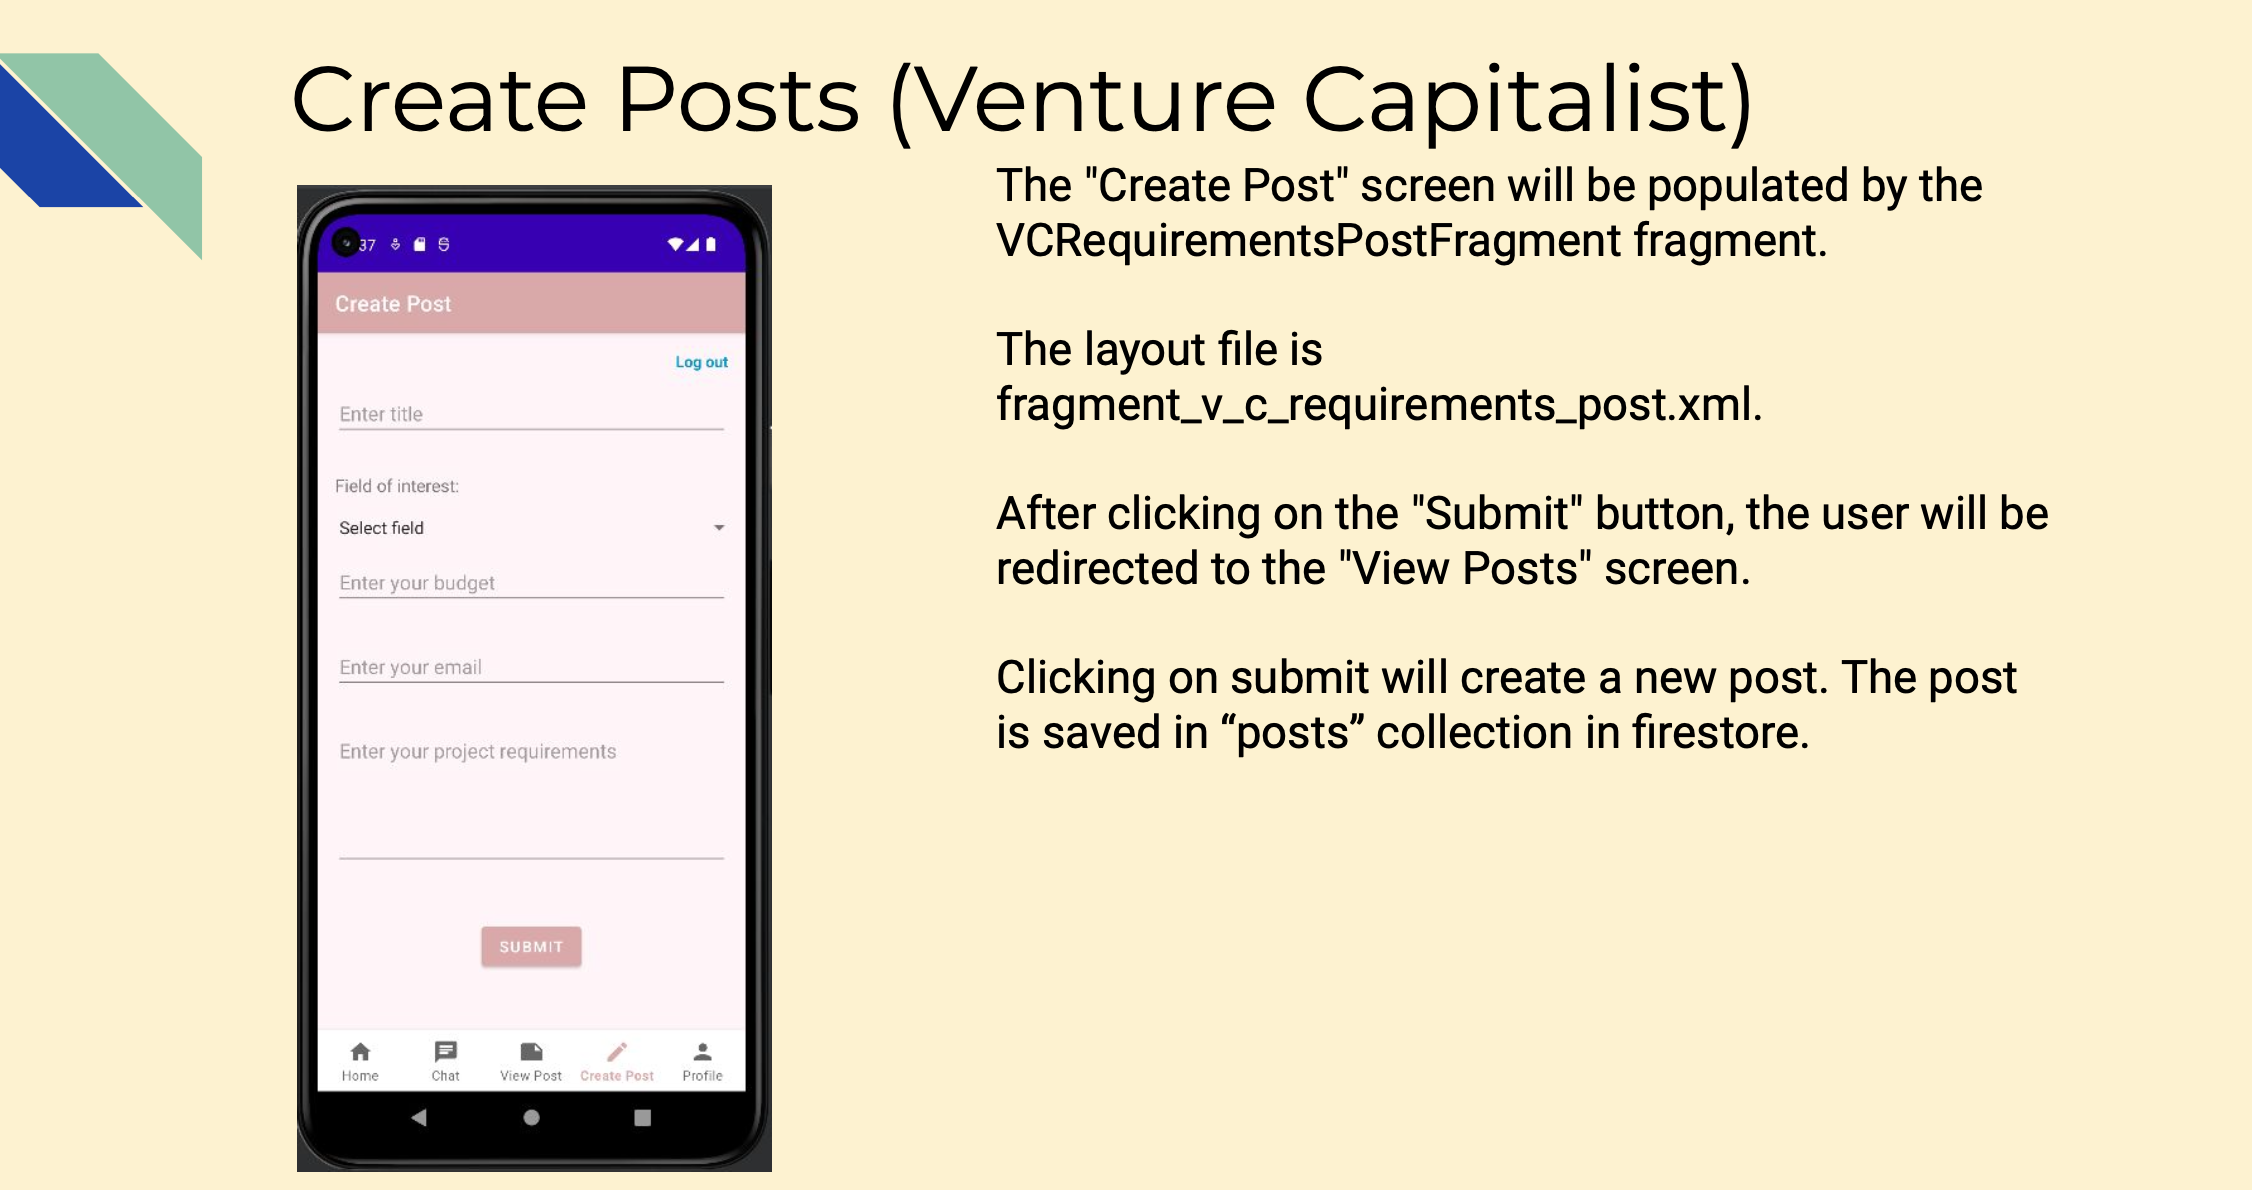 Create Posts (Venture Capitalist)
37
Create Post
Log out
Enter title
Field of interest:
Select field
Enter your budget
Enter your email
Enter your project requirements
SUBMIT
Home
Chat
View Post
Create Post
Profile
The "Create Post" screen will be populated by the
VCRequirementsPostFragment fragment.
The layout file is
fragment_v_c_requirements_post.xml.
After clicking on the "Submit" button, the user will be
redirected to the "View Posts" screen.
Clicking on submit will create a new post. The post
is saved in “posts” collection in firestore.